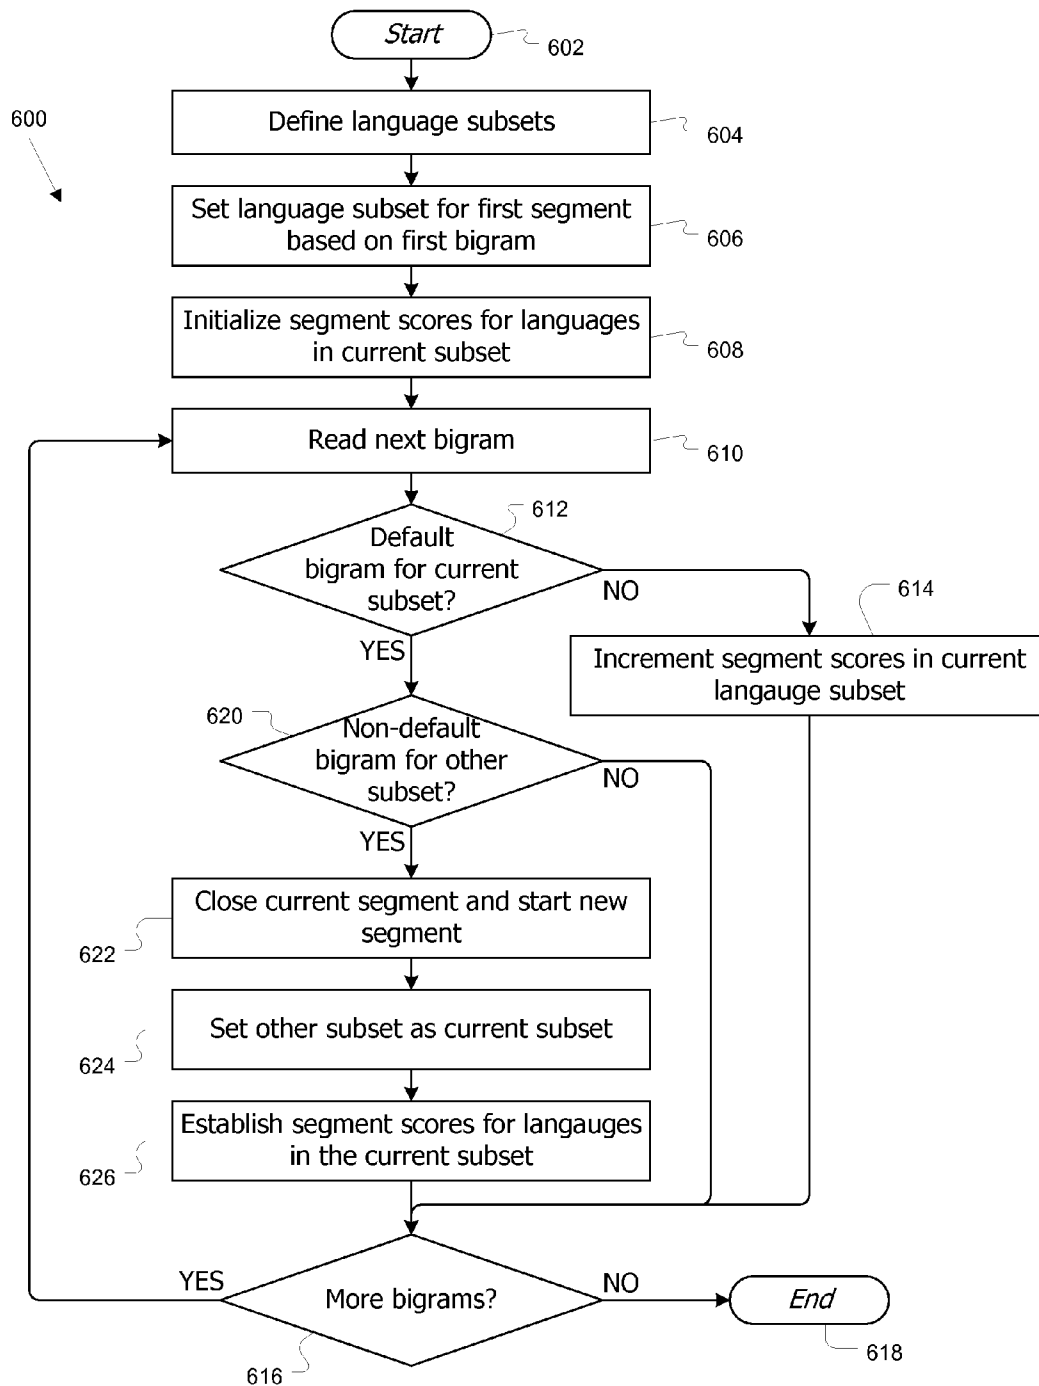 Start
602
600
Define language subsets
604
Set language subset for first segment
based on first bigram
606
Initialize segment scores for languages
in current subset
608
Read next bigram
610
612
Default
bigram for current
subset?
NO
YES
614
Increment segment scores in current
langauge subset
620
Non-default
bigram for other
subset?
NO
YES
Close current segment and start new
segment
622
Set other subset as current subset
624
Establish segment scores for langauges
in the current subset
626
YES
More bigrams?
NO
End
616
618